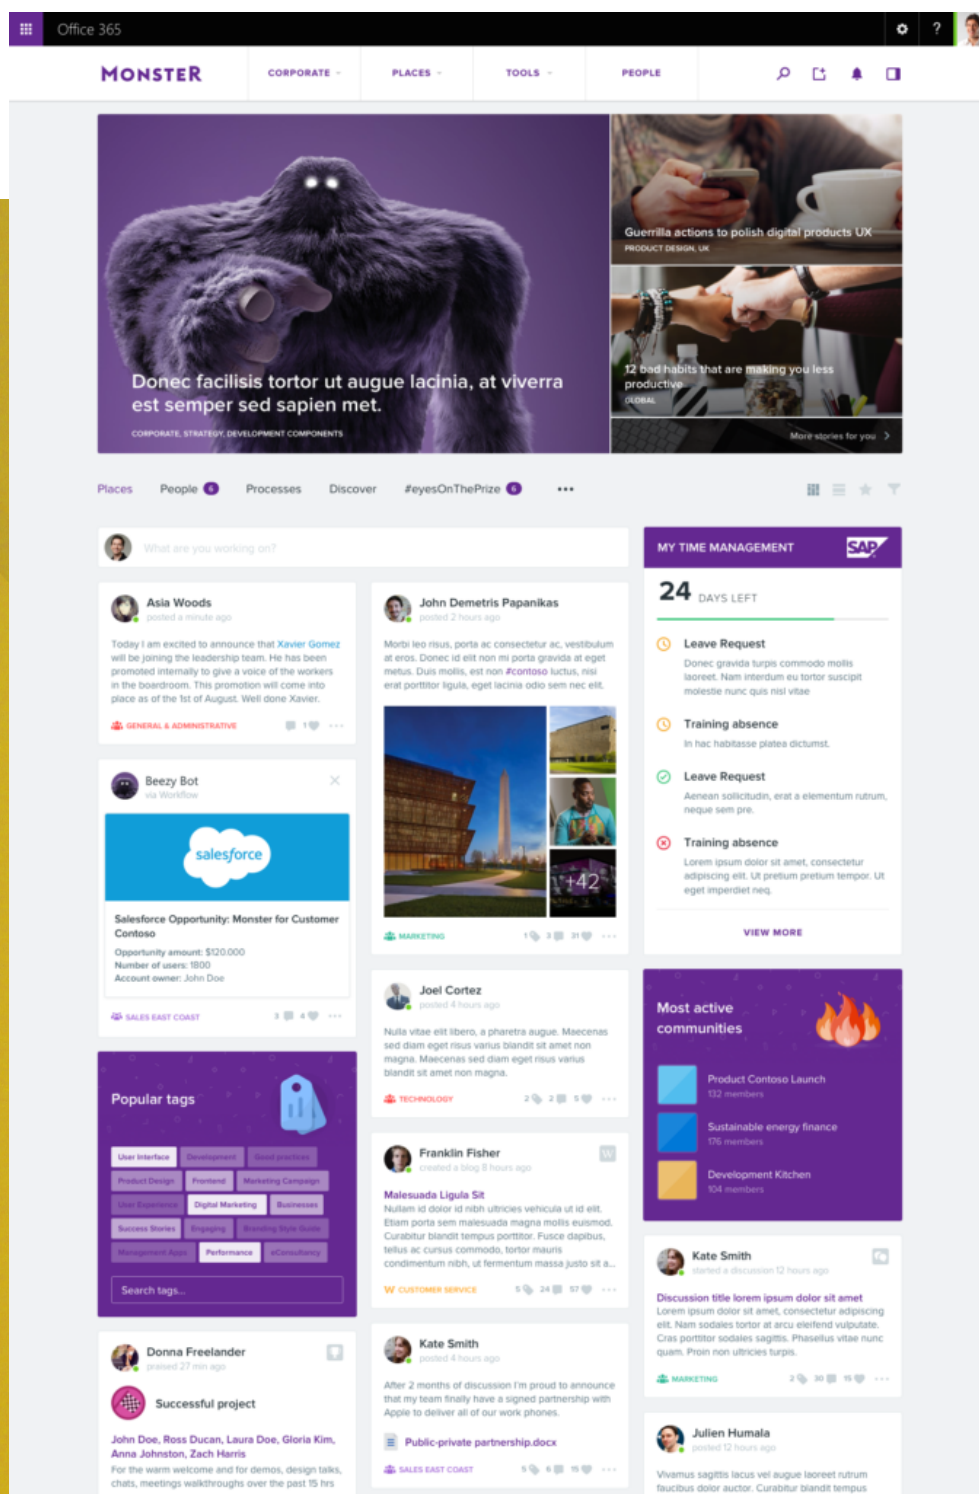 Office 365
?
MONSTER
CORPORATE
PLACES
TOOLS
PEOPLE
Donec facilisis tortor ut augue lacinia, at viverra
est semper sed sapien met.
CORPORATE, STRATEGY, DEVELOPMENT COMPONENTS
Guerrilla actions to polish digital products UX
PRODUCT DESIGN, UK
12 bad habits that are making you less
productive
GLOBAL
More stories for you
Places
People 6
Processes
Discover
#eyesOnThePrize 6
What are you working on?
Asia Woods
posted a minute ago
Today I am excited to announce that Xavier Gomez
will be joining the leadership team. He has been
promoted internally to give a voice of the workers
in the boardroom. This promotion will come into
place as of the 1st of August. Well done Xavier.
GENERAL & ADMINISTRATIVE
1
Beezy Bot
via Workflow
salesforce
Salesforce Opportunity: Monster for Customer
Contoso
Opportunity amount: $120.000
Number of users: 1800
Account owner: John Doe
SALES EAST COAST
3 4
Popular tags
User Interface Development Good practices
Product Design Frontend Marketing Campaign
User Experience Digital Marketing Businesses
Success Stories Engaging Branding Style Guide
Management Apps Performance eConsultancy
Search tags...
Donna Freelander
praised 27 min ago
Successful project
John Doe, Ross Ducan, Laura Doe, Gloria Kim,
Anna Johnston, Zach Harris
For the warm welcome and for demos, design talks,
chats, meetings walkthroughs over the past 15 hrs
John Demetris Papanikas
posted 2 hours ago
Morbi leo risus, porta ac consectetur ac, vestibulum
at eros. Donec id elit non mi porta gravida at eget
metus. Duis mollis, est non #contoso luctus, nisi
erat porttitor ligula, eget lacinia odio sem nec elit.
+42
MARKETING
1 3 31
Joel Cortez
posted 4 hours ago
Nulla vitae elit libero, a pharetra augue. Maecenas
sed diam eget risus varius blandit sit amet non
magna. Maecenas sed diam eget risus varius
blandit sit amet non magna.
TECHNOLOGY
2 2 5
Franklin Fisher
created a blog 8 hours ago
W
Malesuada Ligula Sit
Nullam id dolor id nibh ultricies vehicula ut id elit.
Etiam porta sem malesuada magna mollis euismod.
Curabitur blandit tempus porttitor. Fusce dapibus,
tellus ac cursus commodo, tortor mauris
condimentum nibh, ut fermentum massa justo sit a...
W CUSTOMER SERVICE
5 24 57
Kate Smith
posted 4 hours ago
After 2 months of discussion I'm proud to announce
that my team finally have a signed partnership with
Apple to deliver all of our work phones.
Public-private partnership.docx
SALES EAST COAST
5 6 15
MY TIME MANAGEMENT
SAP
24 DAYS LEFT
Leave Request
Donec gravida turpis commodo mollis
laoreet. Nam interdum eu tortor suscipit
molestie nunc quis nisl vitae
Training absence
In hac habitasse platea dictumst.
Leave Request
Aenean sollicitudin, erat a elementum rutrum,
neque sem pre.
Training absence
Lorem ipsum dolor sit amet, consectetur
adipiscing elit. Ut pretium pretium tempor. Ut
eget imperdiet neq.
VIEW MORE
Most active
communities
Product Contoso Launch
132 members
Sustainable energy finance
176 members
Development Kitchen
104 members
Kate Smith
started a discussion 12 hours ago
Discussion title lorem ipsum dolor sit amet
Lorem ipsum dolor sit amet, consectetur adipiscing
elit. Nam sodales tortor at arcu eleifend vulputate.
Cras porttitor sodales sagittis. Phasellus vitae nunc
quam. Proin non ultricies turpis.
MARKETING
2 30 15
Julien Humala
posted 12 hours ago
Vivamus sagittis lacus vel augue laoreet rutrum
faucibus dolor auctor. Curabitur blandit tempus